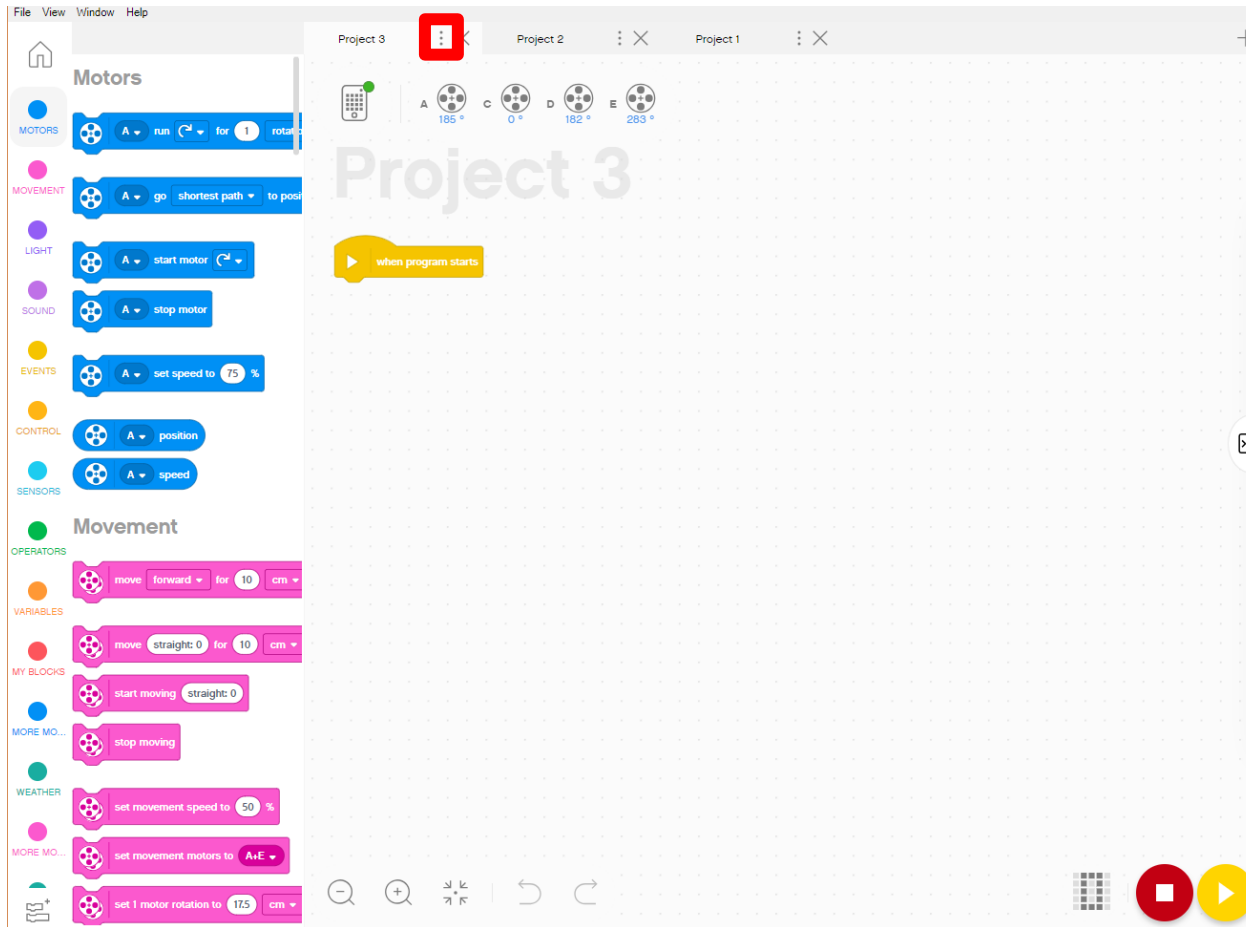 File View Window Help
Project 3 Project 2 Project 1
Motors
MOTORS
MOVEMENT
LIGHT
SOUND
EVENTS
CONTROL
SENSORS
OPERATORS
VARIABLES
MY BLOCKS
MORE MO...
WEATHER
MORE MO...
A run for 1
A go shortest path to
A start motor
A stop motor
A set speed to 75 %
A position
A speed
Movement
move forward for 10 cm
move straight: 0 for 10 cm
start moving straight: 0
stop moving
set movement speed to 50 %
set movement motors to A+E
set 1 motor rotation to 17.5 cm
A 185 ° C 0 ° D 182 ° E 283 °
Project 3
when program starts